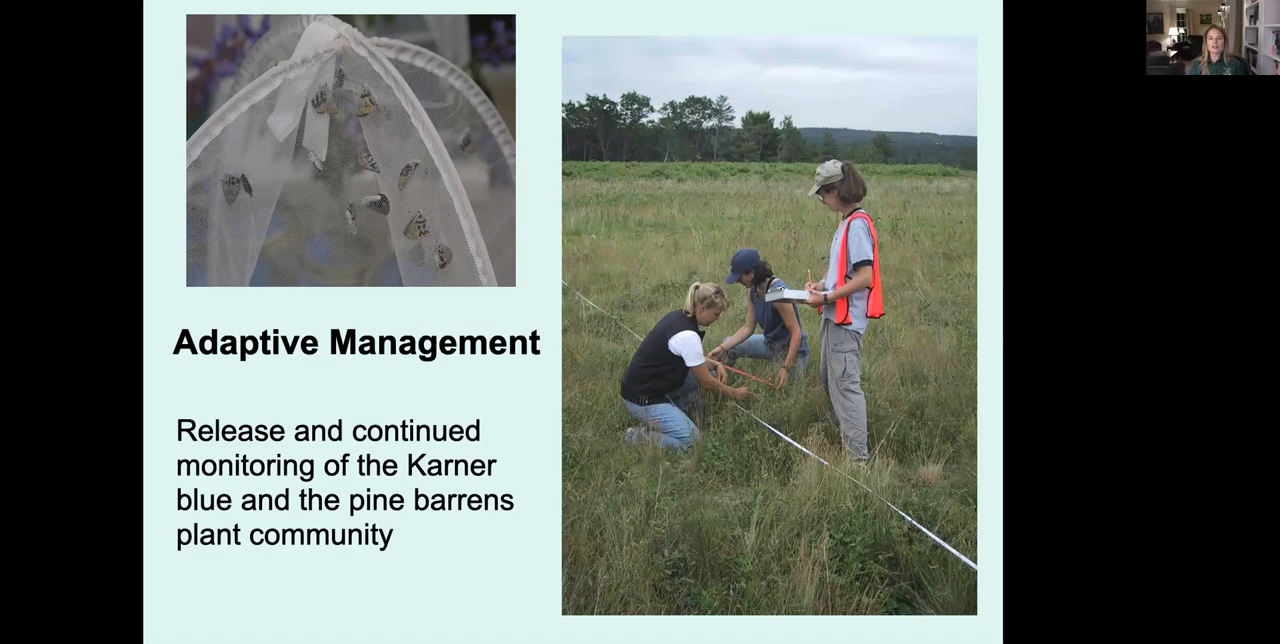 Adaptive Management
Release and continued
monitoring of the Karner
blue and the pine barrens
plant community